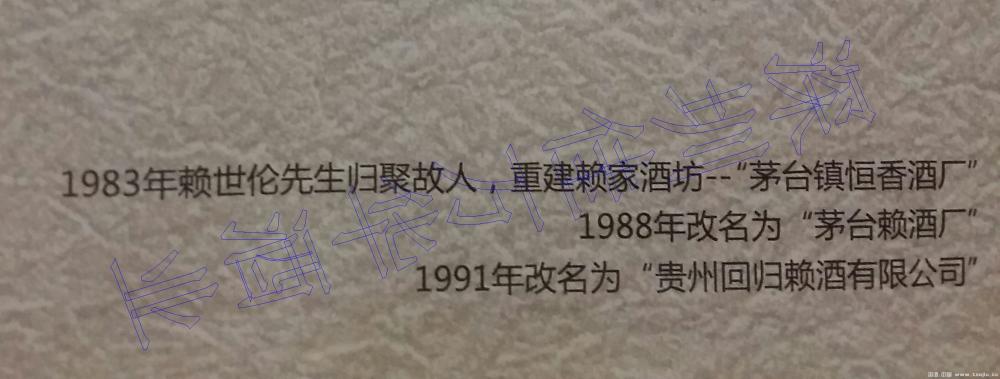 1983年赖世伦先生归聚故人，重建赖家酒坊--“茅台镇恒香酒厂”
1988年改名为“茅台赖酒厂”
1991年改名为“贵州回归赖酒有限公司”